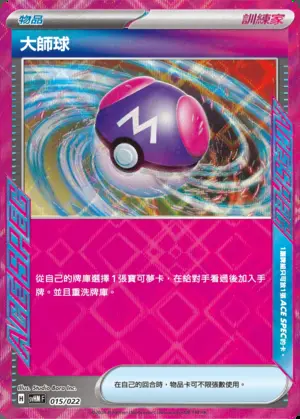 物品
訓練家
大師球
M
ACE SPEC
1副牌組只可放1張ACE SPEC的卡。
從自己的牌庫選擇1張寶可夢卡，在給對手看過後加入手
牌。並且重洗牌庫。
Illus. Studio Bora Inc.
H
015/022
在自己的回合時，物品卡可不限張數使用。